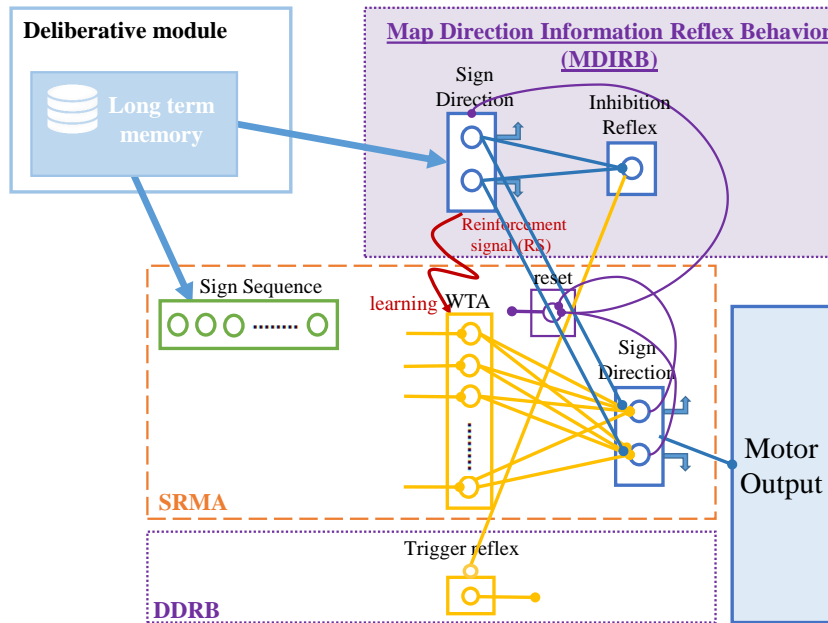 Deliberative module
Long term
memory
Map Direction Information Reflex Behavior
(MDIRB)
Sign
Direction
Inhibition
Reflex
Reinforcement
signal (RS)
Sign Sequence
learning
WTA
reset
Sign
Direction
SRMA
Motor
Output
Trigger reflex
DDRB